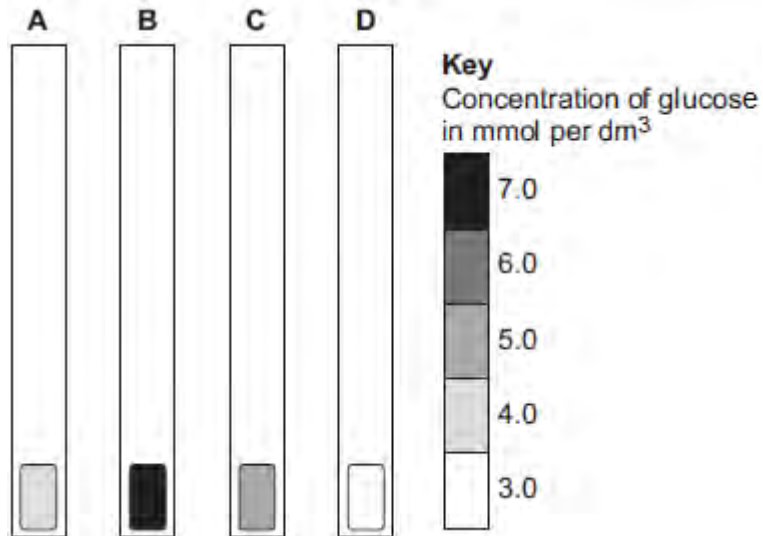 A B C D
Key
Concentration of glucose
in mmol per dm3
7.0
6.0
5.0
4.0
3.0